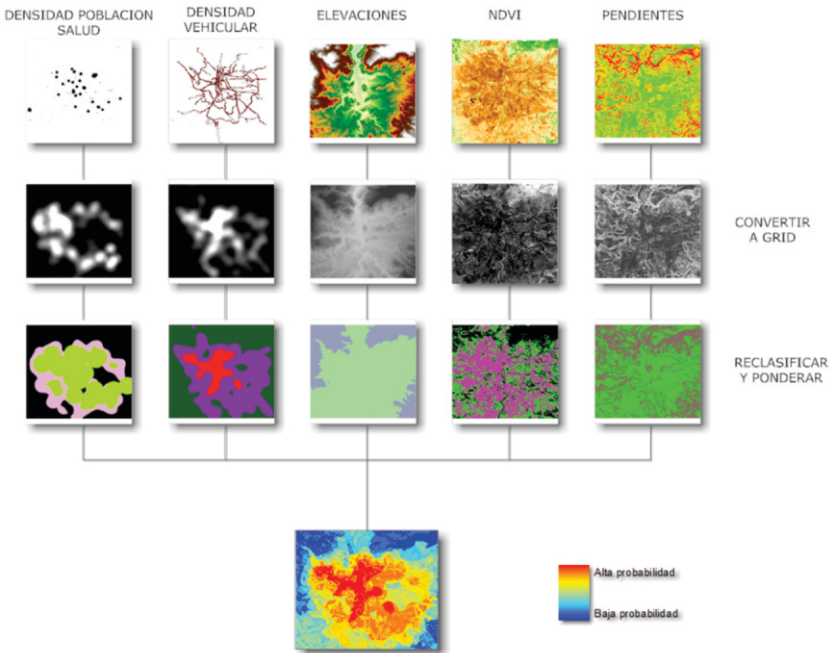 DENSIDAD POBLACION
SALUD
DENSIDAD
VEHICULAR
ELEVACIONES
NDVI
PENDIENTES
CONVERTIR
A GRID
RECLASIFICAR
Y PONDERAR
Alta probabilidad
Baja probabilidad